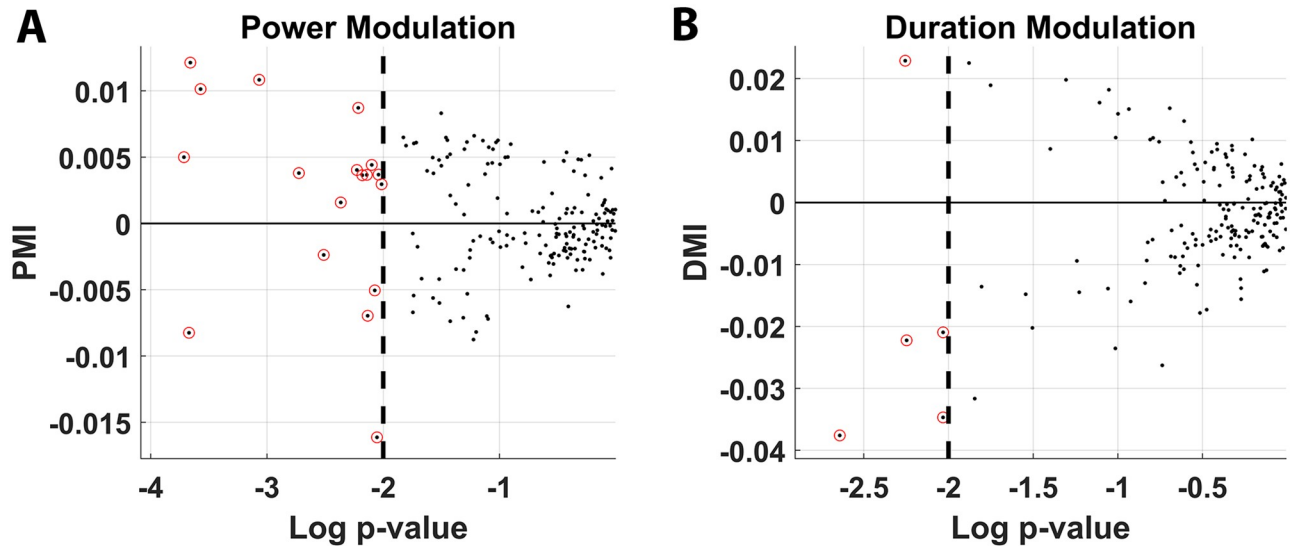 A
Power Modulation
PMI
0.01
0.005
0
-0.005
-0.01
-0.015
-4
-3
-2
-1
Log p-value
B
Duration Modulation
DMI
0.02
0.01
0
-0.01
-0.02
-0.03
-0.04
-2.5
-2
-1.5
-1
-0.5
Log p-value